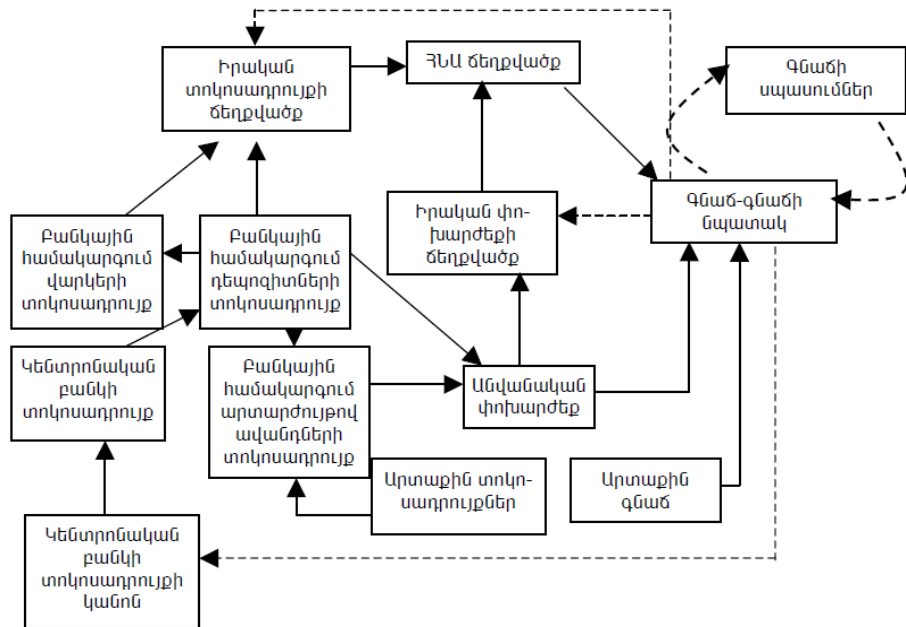 Իրական
տոկոսադրույքի
ճեղքվածք
ՀՆԱ ճեղքվածք
Գնաճի
սպասումներ
Բանկային
համակարգում
վարկերի
տոկոսադրույք
Բանկային
համակարգում
դեպոզիտների
տոկոսադրույք
Իրական փո-
խարժեքի
ճեղքվածք
Գնաճ-գնաճի
նպատակ
Կենտրոնական
բանկի
տոկոսադրույք
Բանկային
համակարգում
արտարժույթով
ավանդների
տոկոսադրույք
Անվանական
փոխարժեք
Արտաքին տոկո-
սադրույքներ
Արտաքին
գնաճ
Կենտրոնական
բանկի
տոկոսադրույքի
կանոն